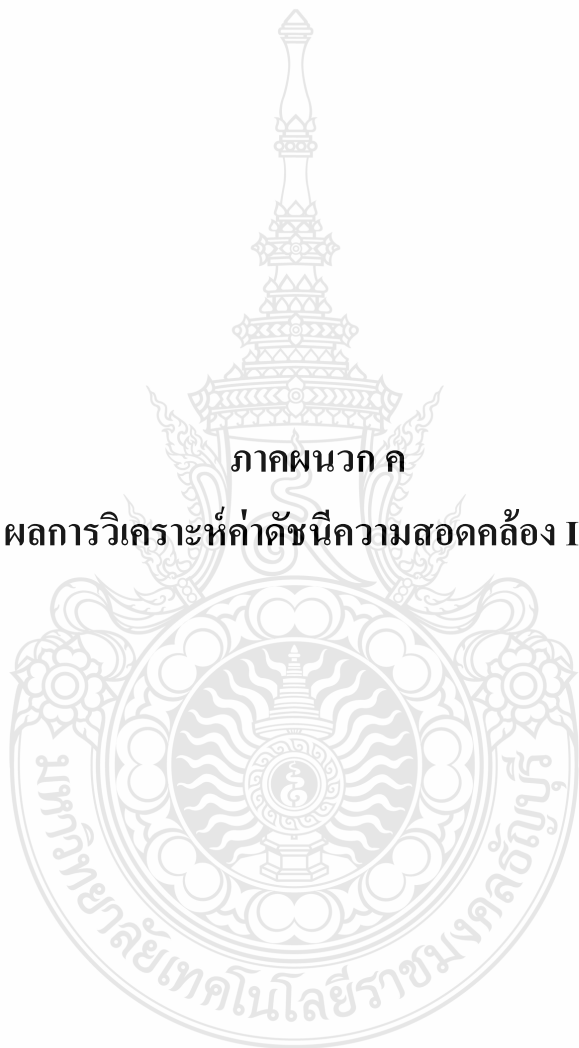 ภาคผนวก ค
ผลการวิเคราะห์ค่าดัชนีความสอดคล้อง I
มหาวิทยาลัยเทคโนโลยีราชมงคลธัญบุรี